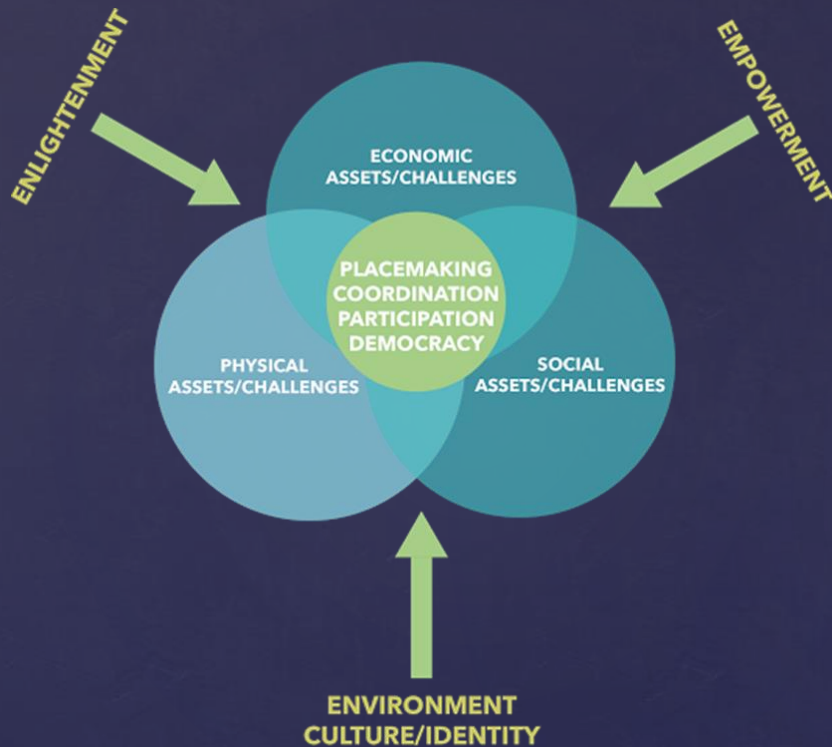 ENLIGHTENMENT
EMPOWERMENT
ECONOMIC
ASSETS/CHALLENGES
PLACEMAKING
COORDINATION
PARTICIPATION
DEMOCRACY
PHYSICAL
ASSETS/CHALLENGES
SOCIAL
ASSETS/CHALLENGES
ENVIRONMENT
CULTURE/IDENTITY